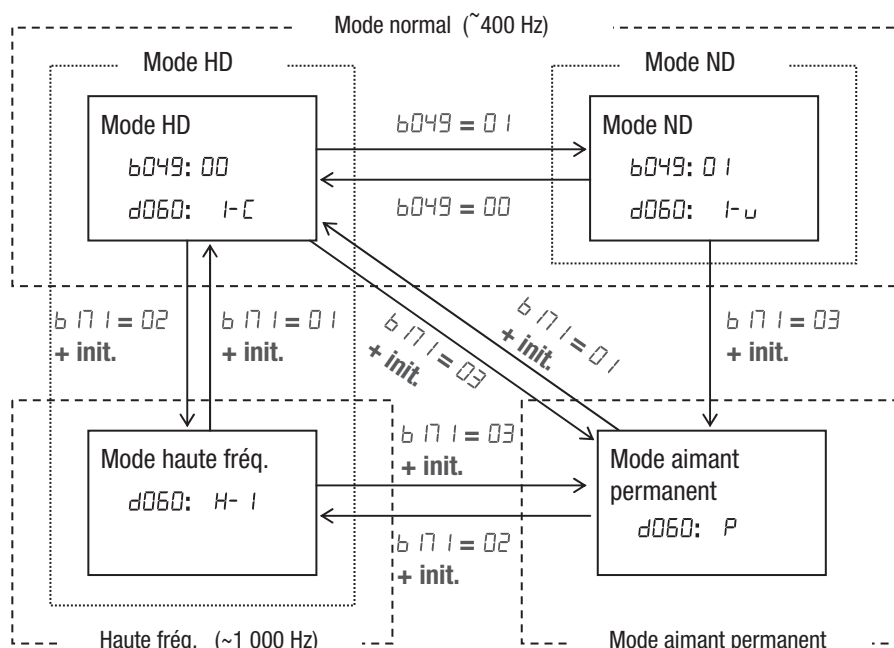 Mode normal (~400 Hz)
Mode HD
Mode ND
Mode HD
b049: 00
d060: I-C
b049 = 01
b049 = 00
Mode ND
b049: 01
d060: I-u
b171 = 02
+ init.
b171 = 01
+ init.
b171 = 03
+ init.
b171 = 01
+ init.
b171 = 03
+ init.
Mode haute fréq.
d060: H-I
b171 = 03
+ init.
b171 = 02
+ init.
Mode aimant
permanent
d060: P
Haute fréq. (~1 000 Hz)
Mode aimant permanent